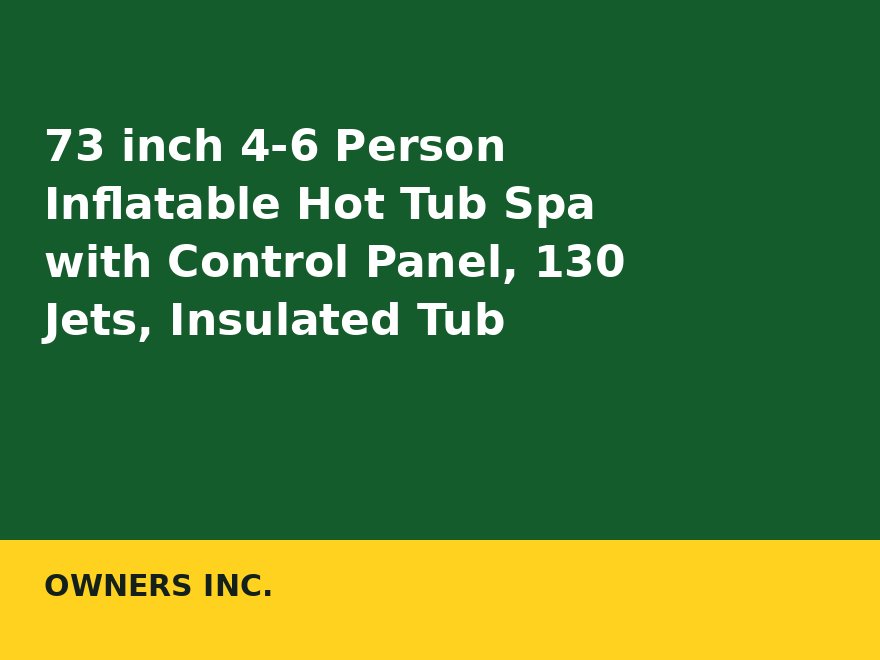 73 inch 4-6 Person
Inflatable Hot Tub Spa
with Control Panel, 130
Jets, Insulated Tub
OWNERS INC.